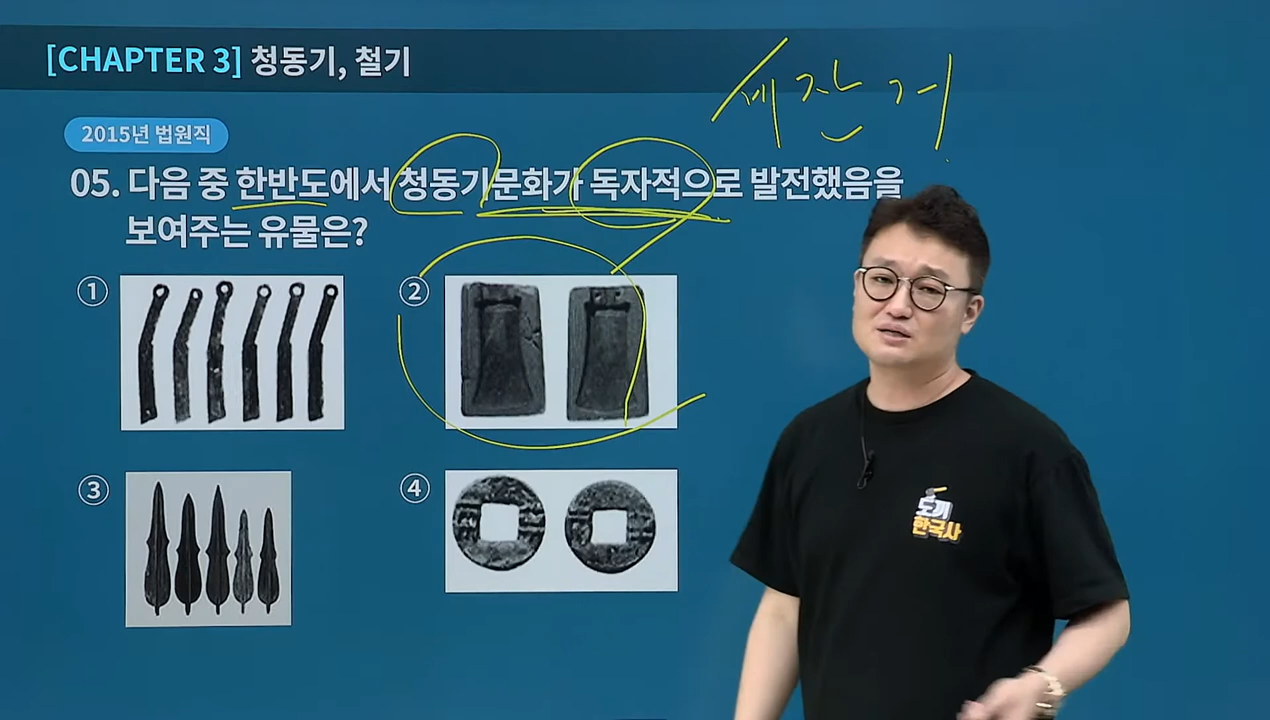 [CHAPTER 3] 청동기, 철기
세잔거
2015년 법원직
05. 다음 중 한반도에서 청동기문화가 독자적으로 발전했음을
보여주는 유물은?
①
②
③
④
도끼
한국사